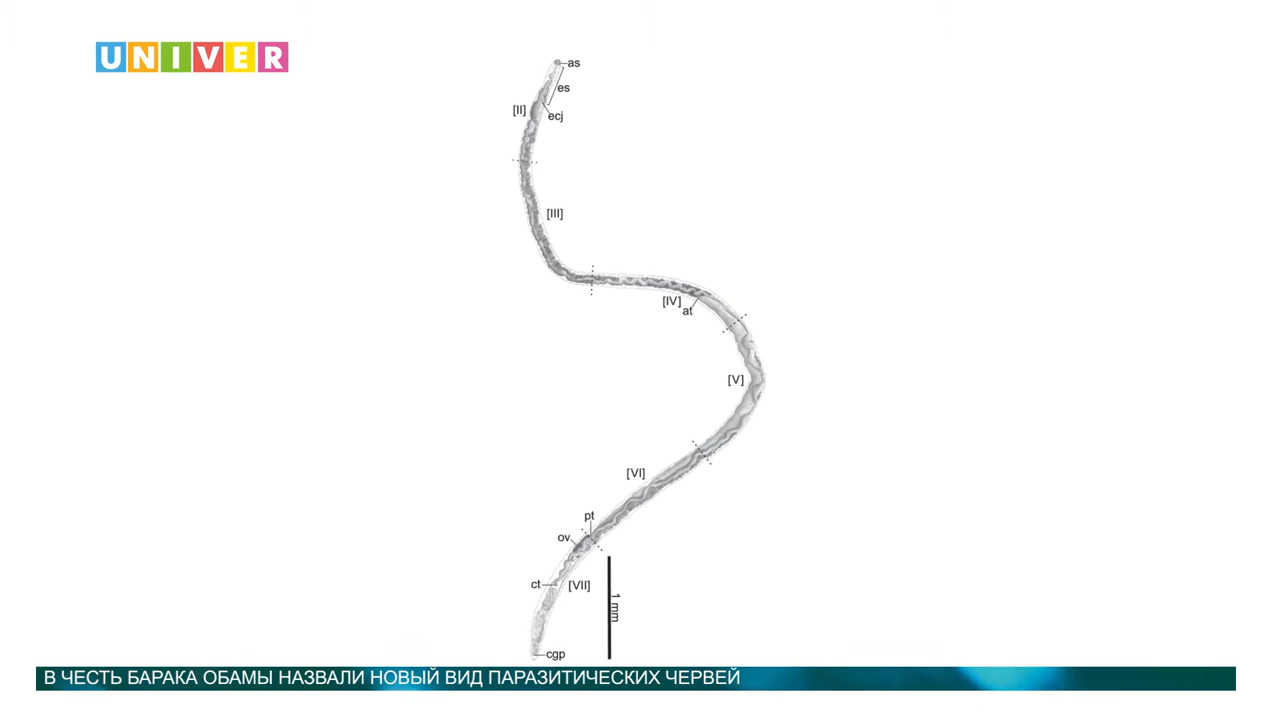 UNIVER
as
es
[II]
ecj
[III]
[IV]
at
[V]
[VI]
pt
ov
ct
[VII]
1 mm
cgp
В ЧЕСТЬ БАРАКА ОБАМЫ НАЗВАЛИ НОВЫЙ ВИД ПАРАЗИТИЧЕСКИХ ЧЕРВЕЙ